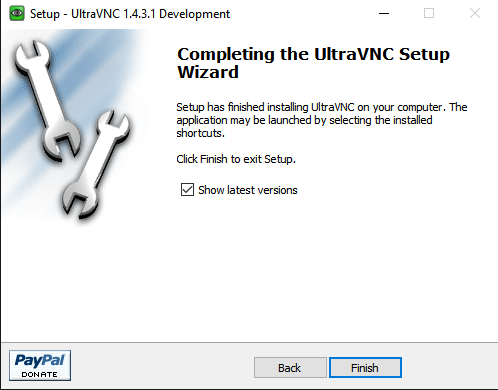 Setup - UltraVNC 1.4.3.1 Development
Completing the UltraVNC Setup
Wizard
Setup has finished installing UltraVNC on your computer. The
application may be launched by selecting the installed
shortcuts.
Click Finish to exit Setup.
Show latest versions
PayPal
DONATE
Back
Finish